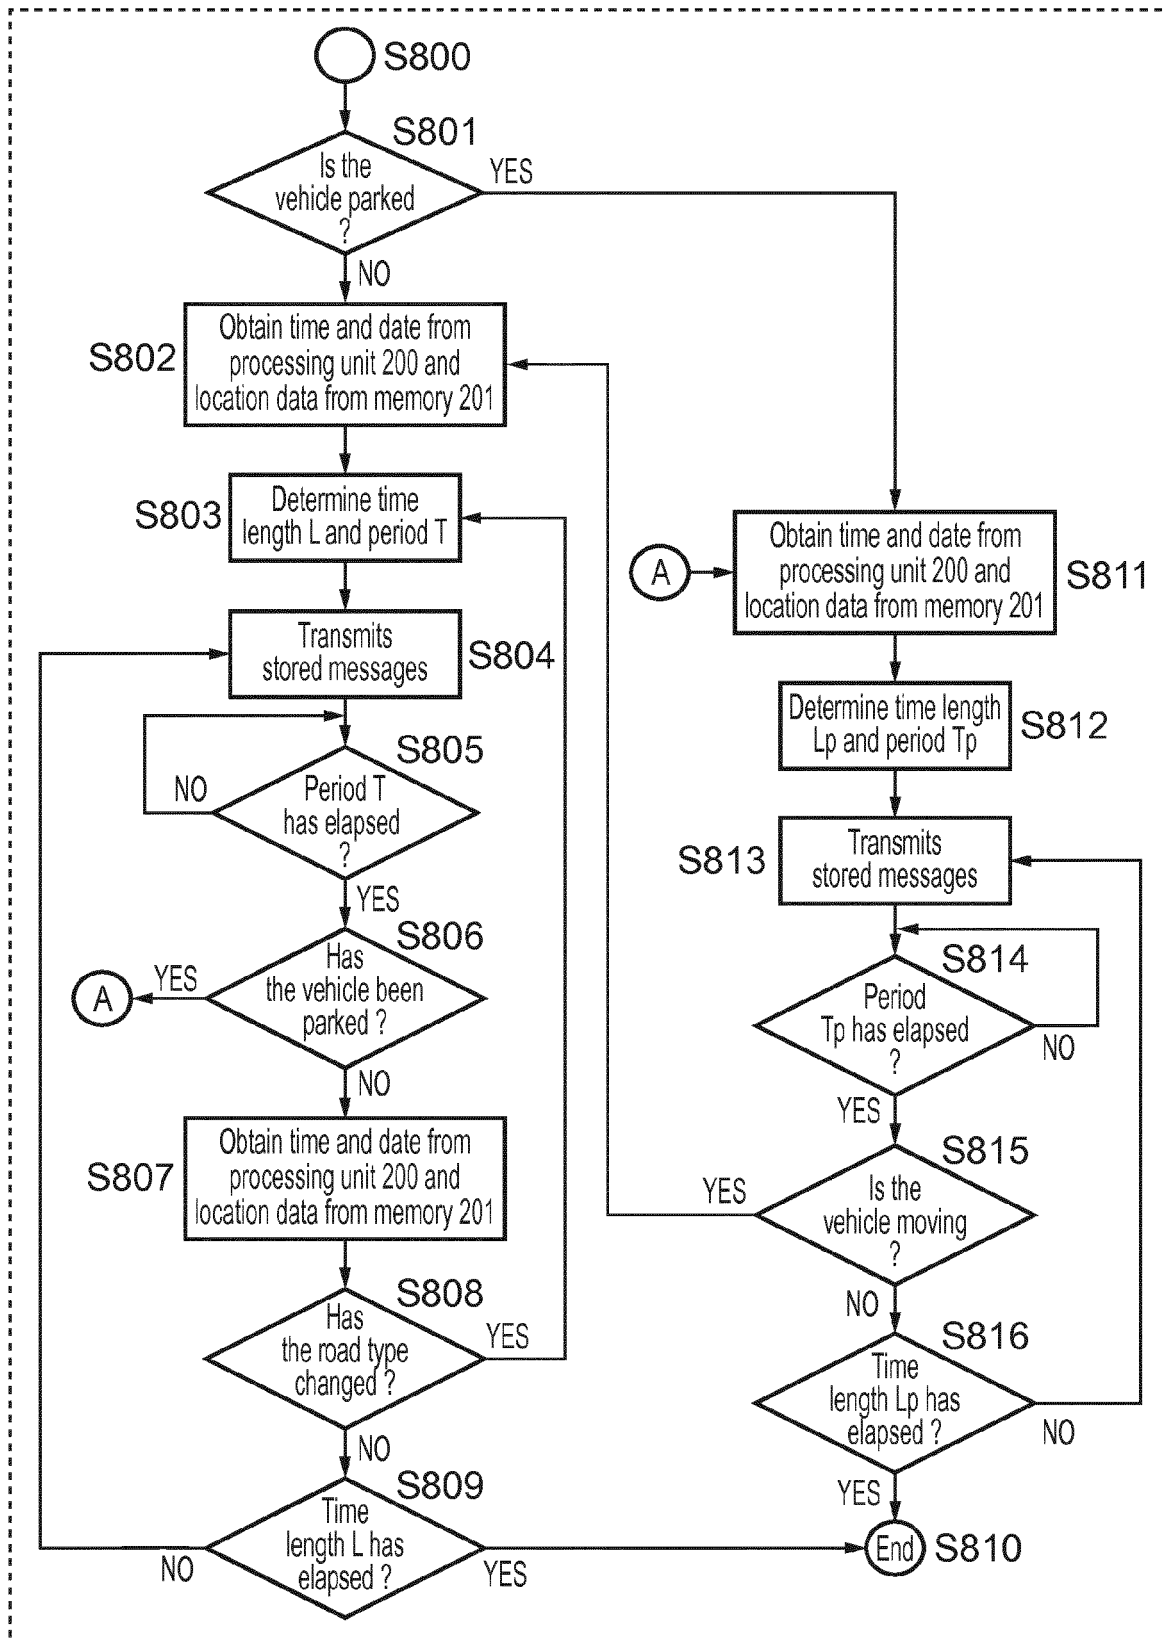 S800
S801
Is the
vehicle parked
?
YES
NO
S802
Obtain time and date from
processing unit 200 and
location data from memory 201
S803
Determine time
length L and period T
Transmits
stored messages
S804
S805
Period T
has elapsed
?
NO
YES
S806
Has
the vehicle been
parked ?
YES
A
NO
S807
Obtain time and date from
processing unit 200 and
location data from memory 201
S808
Has
the road type
changed ?
YES
NO
S809
Time
length L has
elapsed ?
NO
YES
A
Obtain time and date from
processing unit 200 and
location data from memory 201
S811
Determine time length
Lp and period Tp
S812
S813
Transmits
stored messages
S814
Period
Tp has elapsed
?
NO
YES
S815
Is the
vehicle moving
?
YES
NO
S816
Time
length Lp has
elapsed ?
NO
YES
End
S810